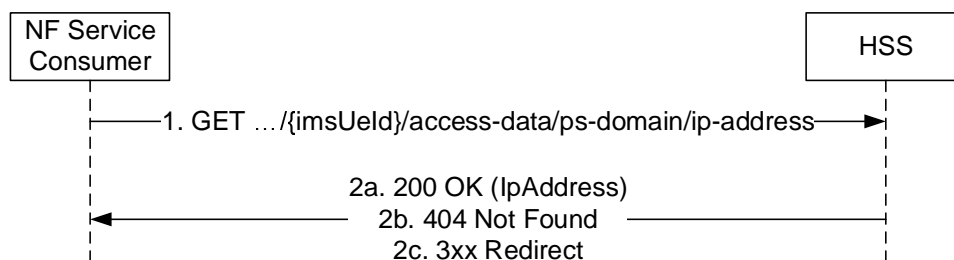 NF Service
Consumer
HSS
1. GET …/{imsUeId}/access-data/ps-domain/ip-address
2a. 200 OK (IpAddress)
2b. 404 Not Found
2c. 3xx Redirect